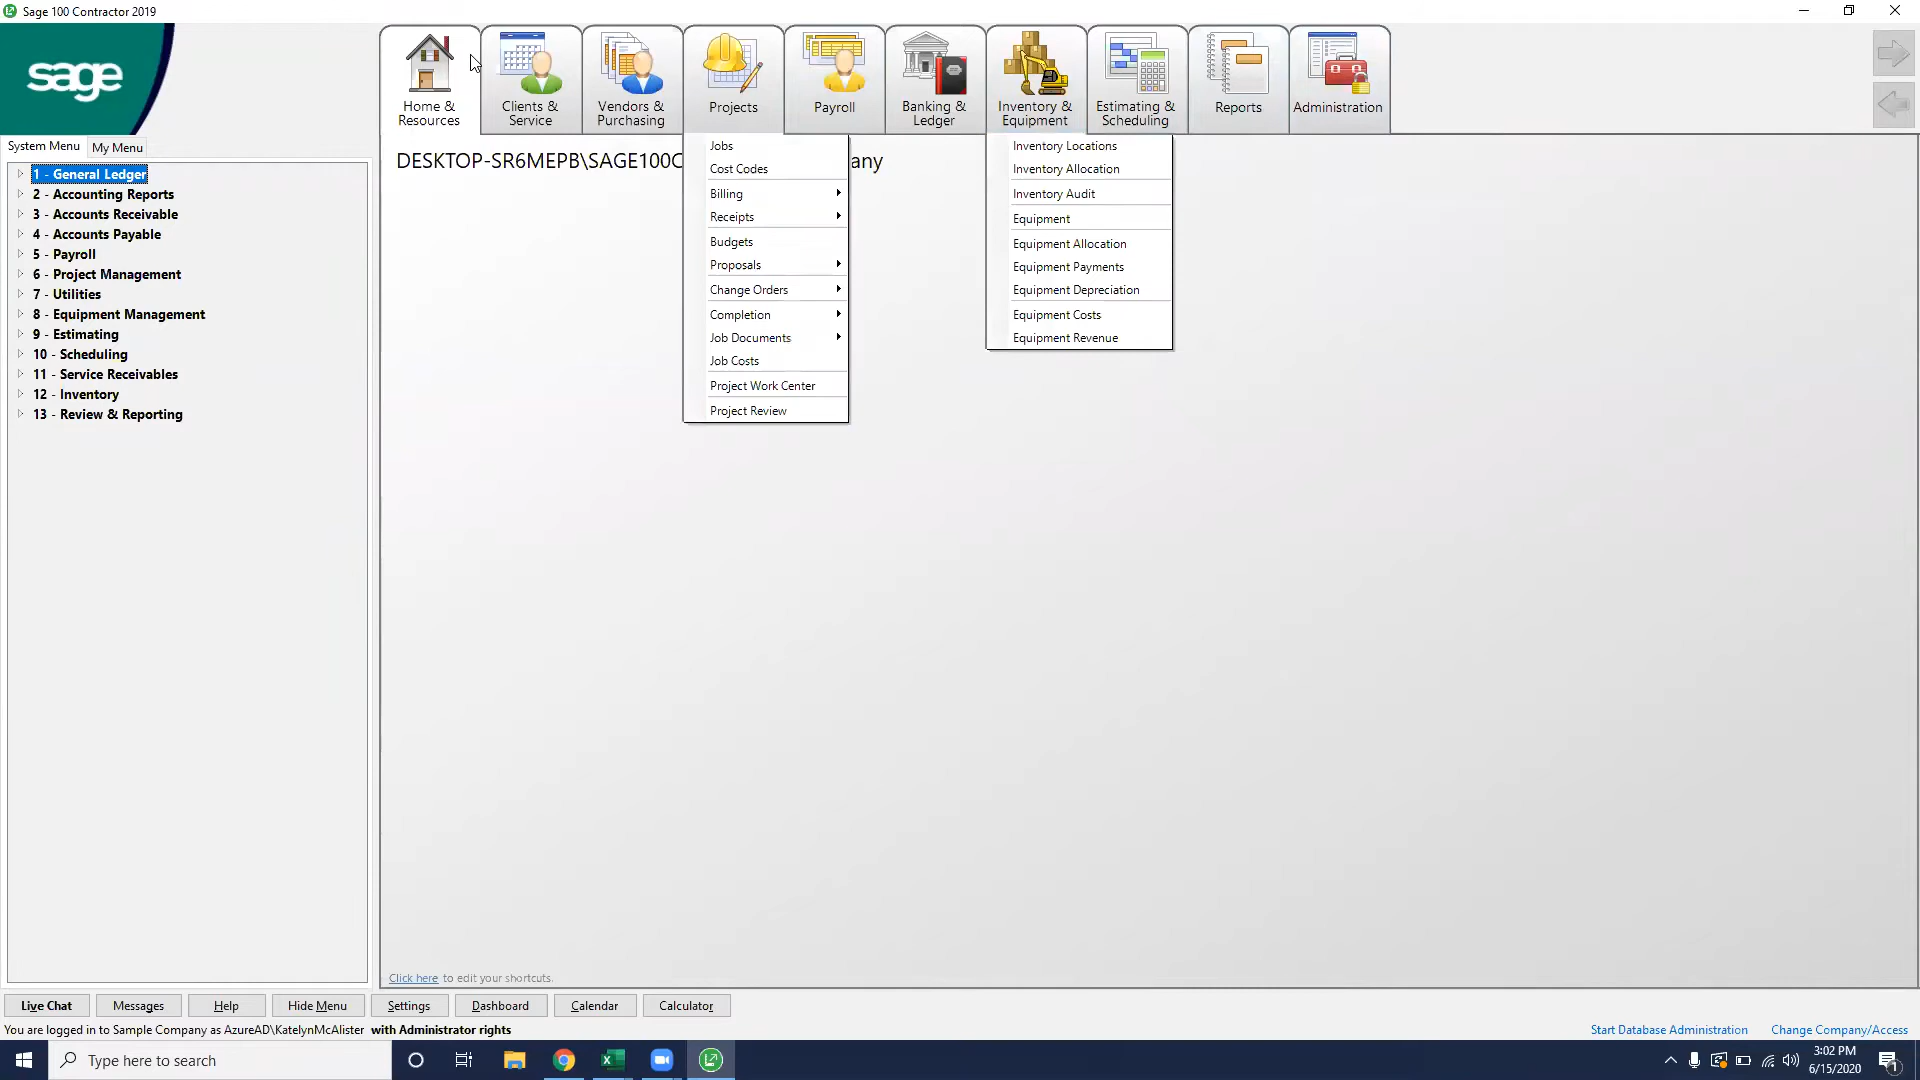 Sage 100 Contractor 2019
sage
Home &
Resources
Clients &
Service
Vendors &
Purchasing
Projects
Payroll
Banking &
Ledger
Inventory &
Equipment
Estimating &
Scheduling
Reports
Administration
System Menu
My Menu
1 - General Ledger
2 - Accounting Reports
3 - Accounts Receivable
4 - Accounts Payable
5 - Payroll
6 - Project Management
7 - Utilities
8 - Equipment Management
9 - Estimating
10 - Scheduling
11 - Service Receivables
12 - Inventory
13 - Review & Reporting
DESKTOP-SR6MEPB\SAGE100C
any
Jobs
Cost Codes
Billing
Receipts
Budgets
Proposals
Change Orders
Completion
Job Documents
Job Costs
Project Work Center
Project Review
Inventory Locations
Inventory Allocation
Inventory Audit
Equipment
Equipment Allocation
Equipment Payments
Equipment Depreciation
Equipment Costs
Equipment Revenue
Click here to edit your shortcuts.
Live Chat
Messages
Help
Hide Menu
Settings
Dashboard
Calendar
Calculator
You are logged in to Sample Company as AzureAD\KatelynMcAlister with Administrator rights
Start Database Administration
Change Company/Access
Type here to search
3:02 PM
6/15/2020
1